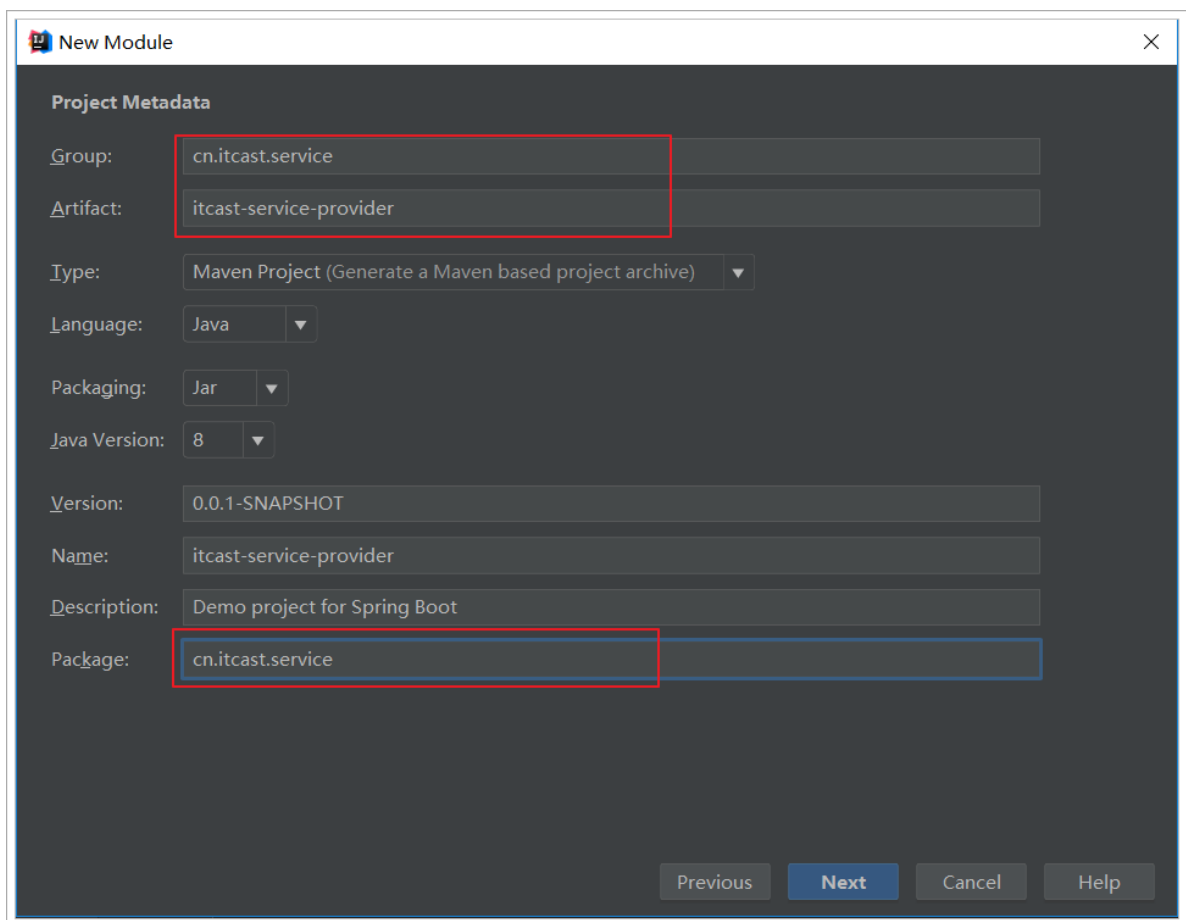 New Module
Project Metadata
Group: cn.itcast.service
Artifact: itcast-service-provider
Type: Maven Project (Generate a Maven based project archive)
Language: Java
Packaging: Jar
Java Version: 8
Version: 0.0.1-SNAPSHOT
Name: itcast-service-provider
Description: Demo project for Spring Boot
Package: cn.itcast.service
Previous Next Cancel Help